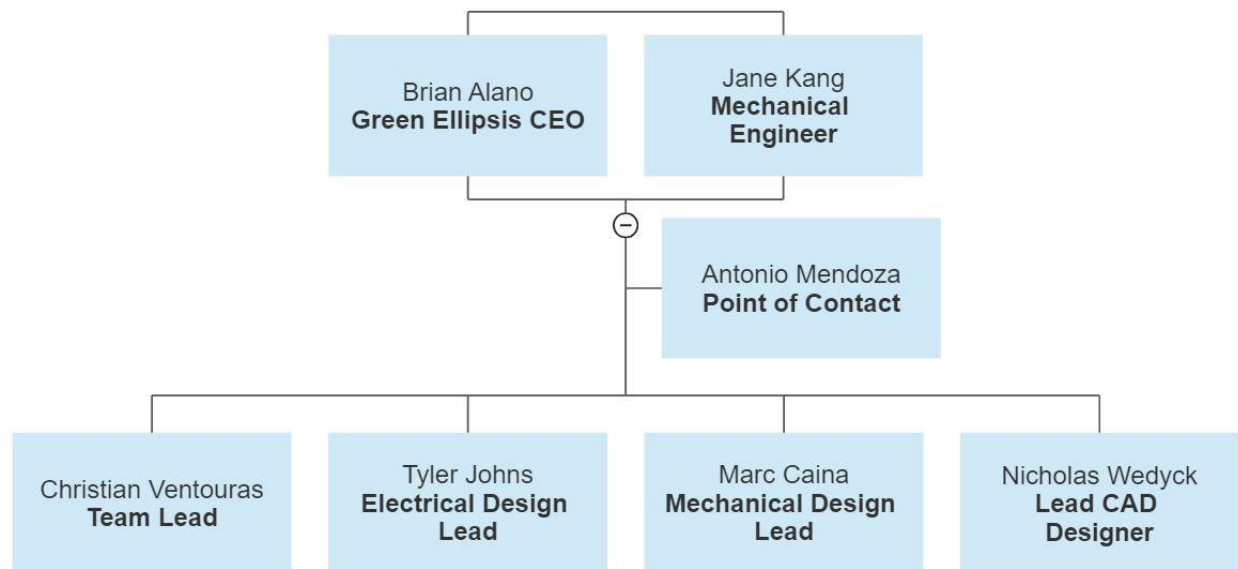 Brian Alano
Green Ellipsis CEO
Jane Kang
Mechanical
Engineer
Antonio Mendoza
Point of Contact
Christian Ventouras
Team Lead
Tyler Johns
Electrical Design
Lead
Marc Caina
Mechanical Design
Lead
Nicholas Wedyck
Lead CAD
Designer